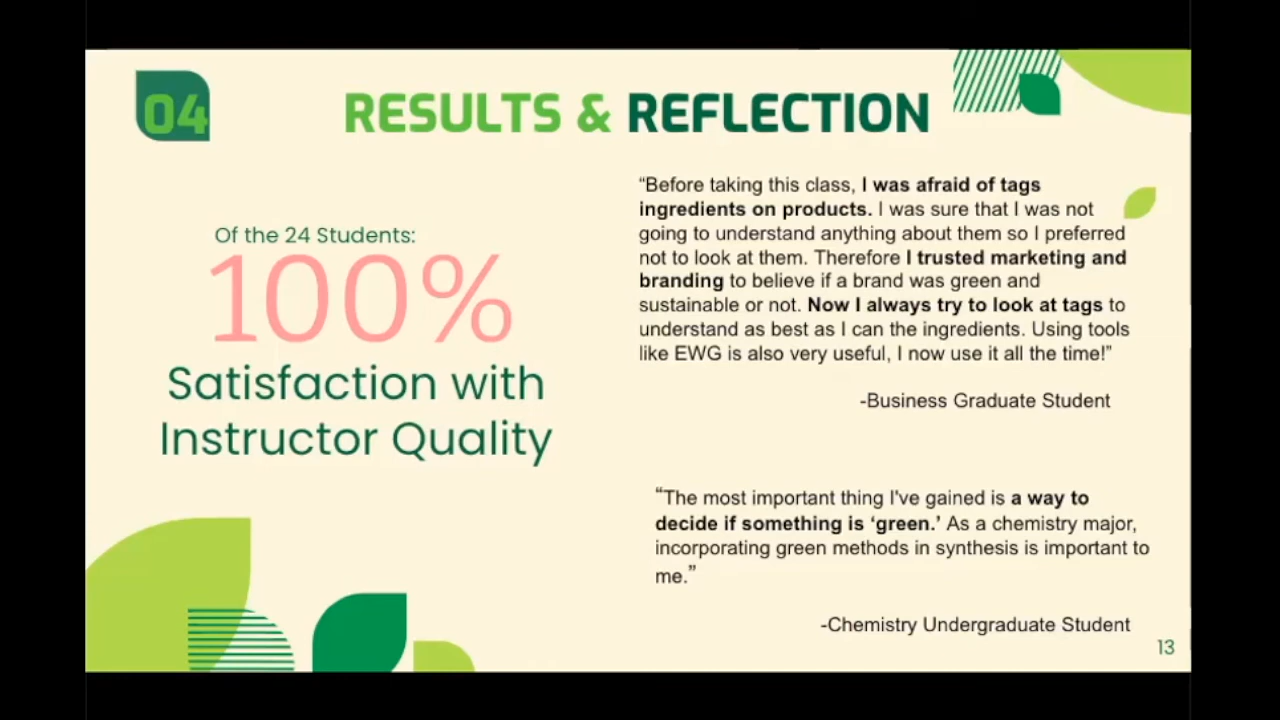 04
RESULTS & REFLECTION
Of the 24 Students:
100%
Satisfaction with
Instructor Quality
“Before taking this class, I was afraid of tags
ingredients on products. I was sure that I was not
going to understand anything about them so I preferred
not to look at them. Therefore I trusted marketing and
branding to believe if a brand was green and
sustainable or not. Now I always try to look at tags to
understand as best as I can the ingredients. Using tools
like EWG is also very useful, I now use it all the time!”
-Business Graduate Student
“The most important thing I've gained is a way to
decide if something is ‘green.’ As a chemistry major,
incorporating green methods in synthesis is important to
me.”
-Chemistry Undergraduate Student
13